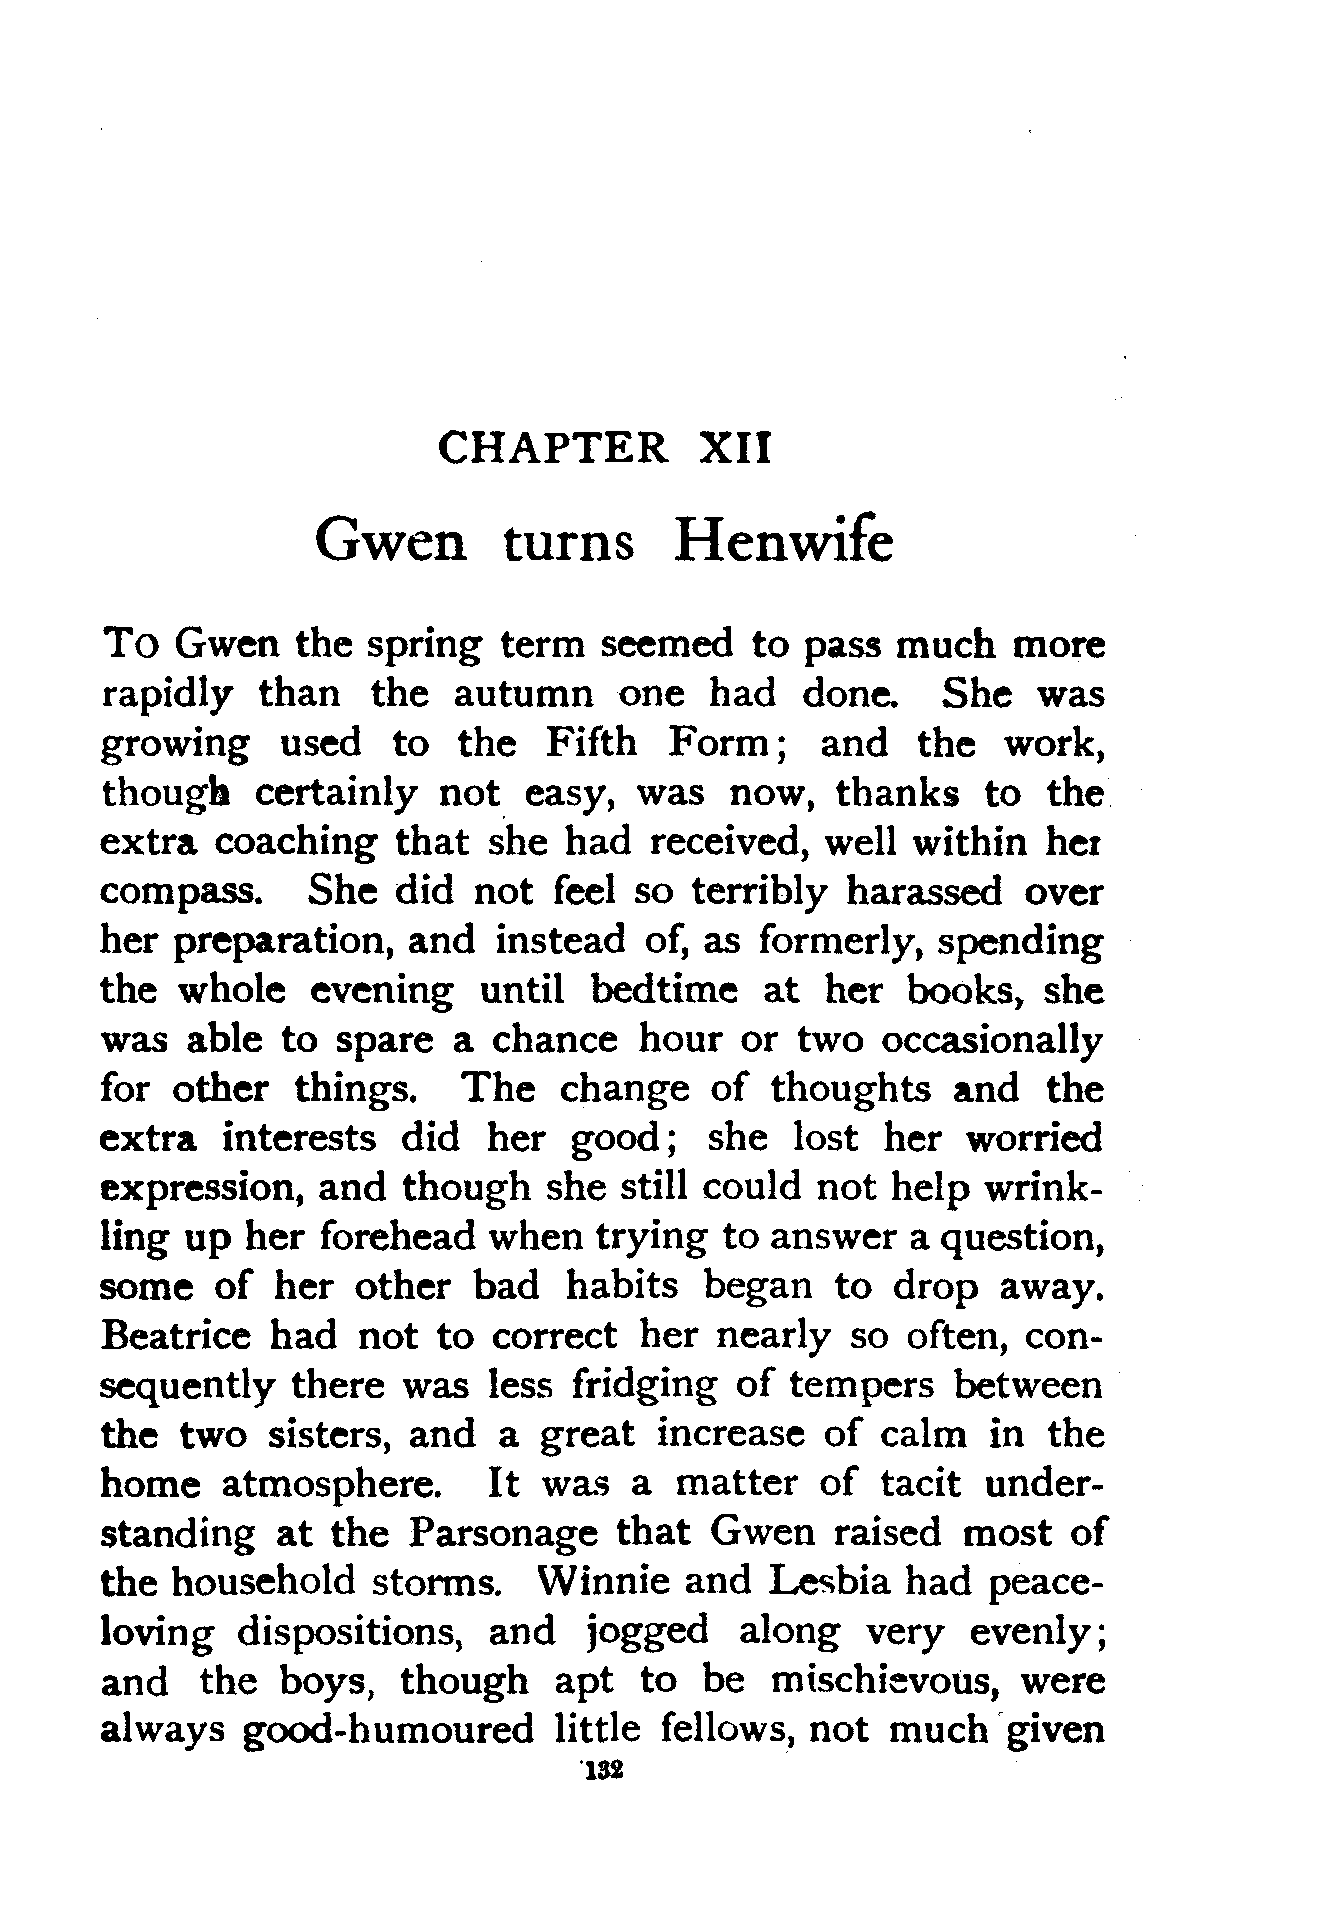 CHAPTER XII
Gwen turns Henwife
To Gwen the spring term seemed to pass much more
rapidly than the autumn one had done. She was
growing used to the Fifth Form; and the work,
though certainly not easy, was now, thanks to the
extra coaching that she had received, well within her
compass. She did not feel so terribly harassed over
her preparation, and instead of, as formerly, spending
the whole evening until bedtime at her books, she
was able to spare a chance hour or two occasionally
for other things. The change of thoughts and the
extra interests did her good; she lost her worried
expression, and though she still could not help wrink-
ling up her forehead when trying to answer a question,
some of her other bad habits began to drop away.
Beatrice had not to correct her nearly so often, con-
sequently there was less fridging of tempers between
the two sisters, and a great increase of calm in the
home atmosphere. It was a matter of tacit under-
standing at the Parsonage that Gwen raised most of
the household storms. Winnie and Lesbia had peace-
loving dispositions, and jogged along very evenly;
and the boys, though apt to be mischievous, were
always good-humoured little fellows, not much given
132